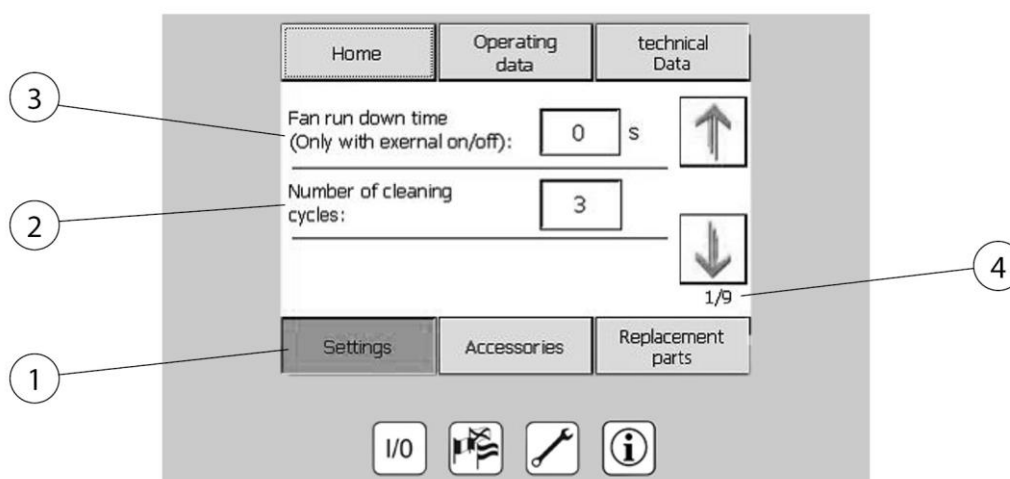 Home
Operating
data
technical
Data
3
Fan run down time
(Only with exernal on/off):
0
s
2
Number of cleaning
cycles:
3
4
1/9
1
Settings
Accessories
Replacement
parts
I/0
i